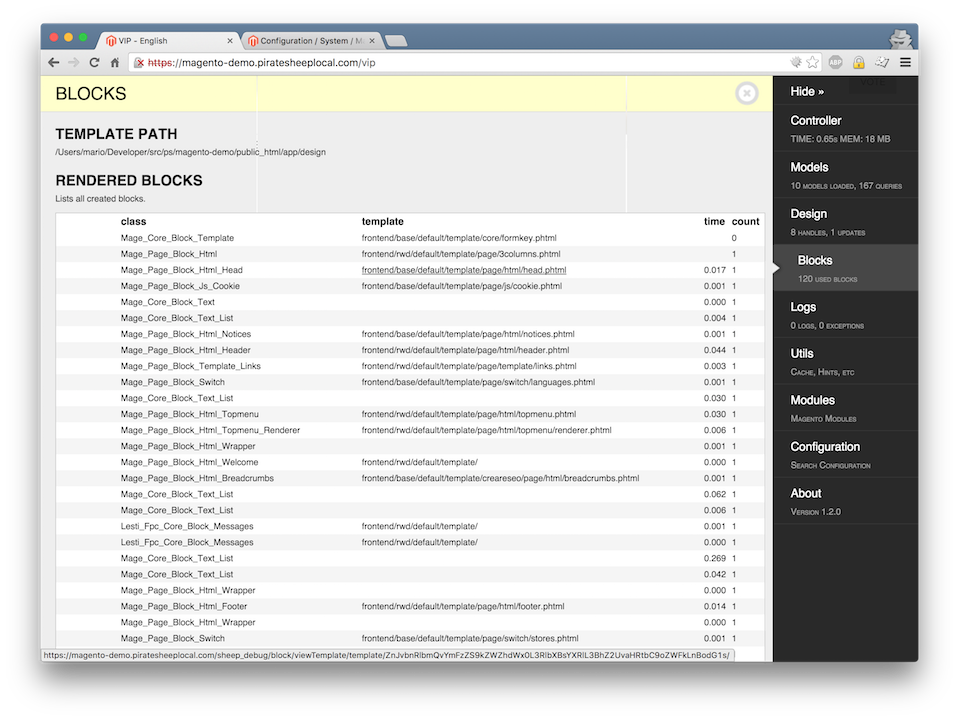 VIP - English
Configuration / System / M
https://magento-demo.piratesheeplocal.com/vip
ABP
BLOCKS
TEMPLATE PATH
/Users/mario/Developer/src/ps/magento-demo/public_html/app/design
RENDERED BLOCKS
Lists all created blocks.
class template time count
Mage_Core_Block_Template frontend/base/default/template/core/formkey.phtml 0
Mage_Page_Block_Html frontend/rwd/default/template/page/3columns.phtml 1
Mage_Page_Block_Html_Head frontend/base/default/template/page/html/head.phtml 0.017 1
Mage_Page_Block_Js_Cookie frontend/base/default/template/page/js/cookie.phtml 0.001 1
Mage_Core_Block_Text 0.000 1
Mage_Core_Block_Text_List 0.004 1
Mage_Page_Block_Html_Notices frontend/base/default/template/page/html/notices.phtml 0.001 1
Mage_Page_Block_Html_Header frontend/rwd/default/template/page/html/header.phtml 0.044 1
Mage_Page_Block_Template_Links frontend/rwd/default/template/page/template/links.phtml 0.003 1
Mage_Page_Block_Switch frontend/base/default/template/page/switch/languages.phtml 0.001 1
Mage_Core_Block_Text_List 0.030 1
Mage_Page_Block_Html_Topmenu frontend/rwd/default/template/page/html/topmenu.phtml 0.030 1
Mage_Page_Block_Html_Topmenu_Renderer frontend/rwd/default/template/page/html/topmenu/renderer.phtml 0.006 1
Mage_Page_Block_Html_Wrapper 0.001 1
Mage_Page_Block_Html_Welcome frontend/rwd/default/template/ 0.000 1
Mage_Page_Block_Html_Breadcrumbs frontend/base/default/template/creareseo/page/html/breadcrumbs.phtml 0.001 1
Mage_Core_Block_Text_List 0.062 1
Mage_Core_Block_Text_List 0.006 1
Lesti_Fpc_Core_Block_Messages frontend/rwd/default/template/ 0.001 1
Lesti_Fpc_Core_Block_Messages frontend/rwd/default/template/ 0.000 1
Mage_Core_Block_Text_List 0.269 1
Mage_Core_Block_Text_List 0.042 1
Mage_Page_Block_Html_Wrapper 0.000 1
Mage_Page_Block_Html_Footer frontend/rwd/default/template/page/html/footer.phtml 0.014 1
Mage_Page_Block_Html_Wrapper 0.000 1
Mage_Page_Block_Switch frontend/base/default/template/page/switch/stores.phtml 0.001 1
Hide »
Controller
TIME: 0.65s MEM: 18 MB
Models
10 MODELS LOADED, 167 QUERIES
Design
8 HANDLES, 1 UPDATES
Blocks
120 USED BLOCKS
Logs
0 LOGS, 0 EXCEPTIONS
Utils
CACHE, HINTS, ETC
Modules
MAGENTO MODULES
Configuration
SEARCH CONFIGURATION
About
VERSION 1.2.0